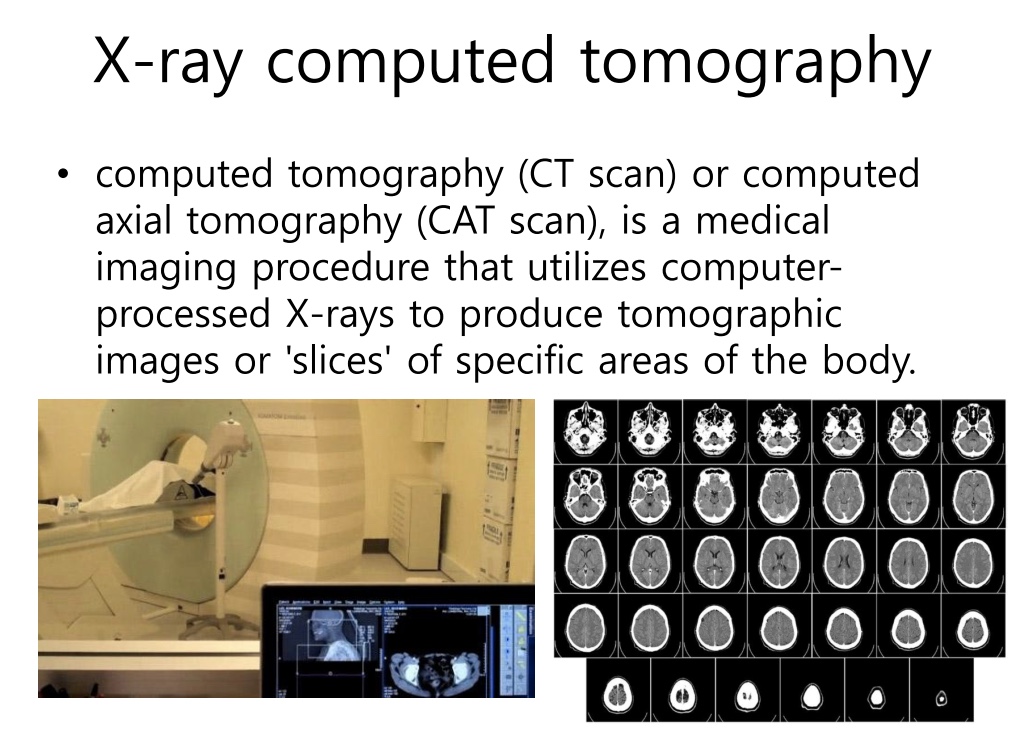 X-ray computed tomography
• computed tomography (CT scan) or computed
axial tomography (CAT scan), is a medical
imaging procedure that utilizes computer-
processed X-rays to produce tomographic
images or 'slices' of specific areas of the body.